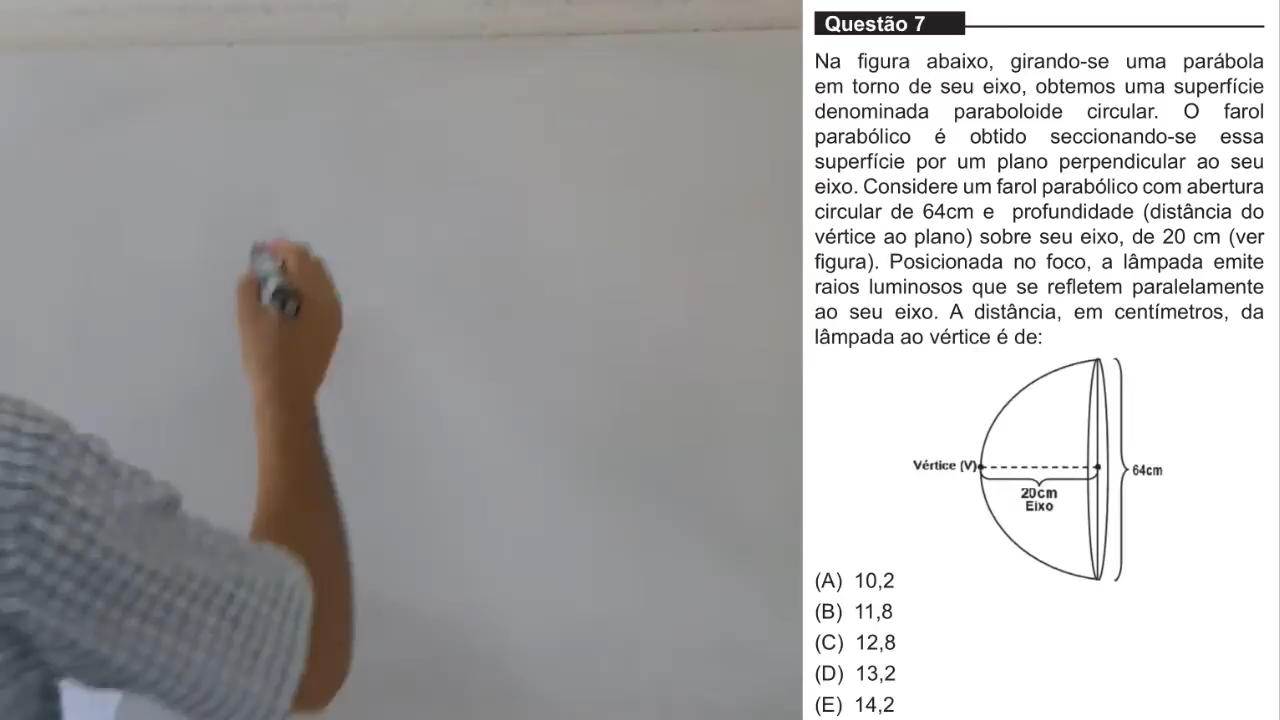 Questão 7
Na figura abaixo, girando-se uma parábola
em torno de seu eixo, obtemos uma superfície
denominada paraboloide circular. O farol
parabólico é obtido seccionando-se essa
superfície por um plano perpendicular ao seu
eixo. Considere um farol parabólico com abertura
circular de 64cm e profundidade (distância do
vértice ao plano) sobre seu eixo, de 20 cm (ver
figura). Posicionada no foco, a lâmpada emite
raios luminosos que se refletem paralelamente
ao seu eixo. A distância, em centímetros, da
lâmpada ao vértice é de:
Vértice (V)
20cm
Eixo
64cm
(A) 10,2
(B) 11,8
(C) 12,8
(D) 13,2
(E) 14,2